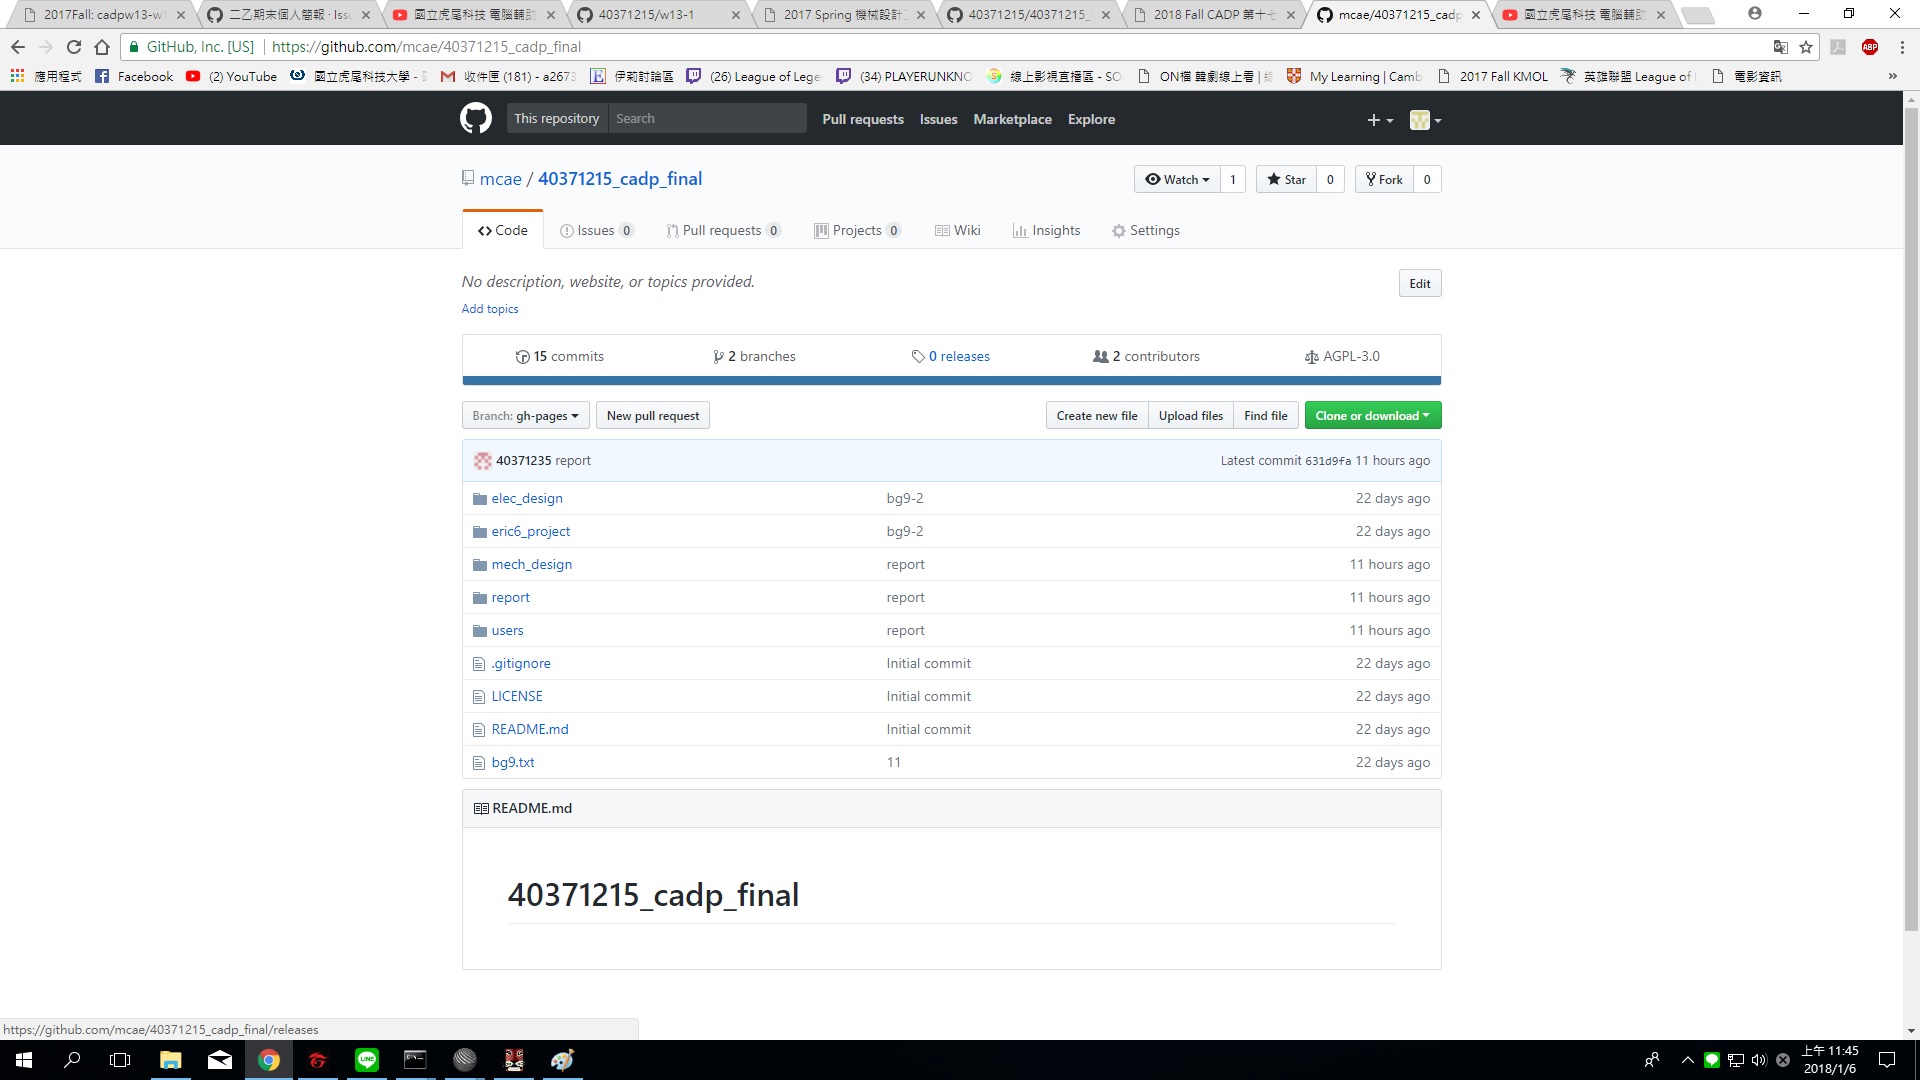 2017Fall: cadpw13-w1
二乙期末個人簡報 · Issu
國立虎尾科技 電腦輔助
40371215/w13-1
2017 Spring 機械設計工
40371215/40371215_
2018 Fall CADP 第十七
mcae/40371215_cadp
國立虎尾科技 電腦輔助
GitHub, Inc. [US] https://github.com/mcae/40371215_cadp_final
ABP
應用程式
Facebook
(2) YouTube
國立虎尾科技大學 -
收件匣 (181) - a2673
伊莉討論區
(26) League of Lege
(34) PLAYERUNKNO
線上影視直播區 - SO
ON檔 韓劇線上看 |
My Learning | Camb
2017 Fall KMOL
英雄聯盟 League of L
電影資訊
»
This repository
Search
Pull requests
Issues
Marketplace
Explore
mcae / 40371215_cadp_final
Watch 1
Star 0
Fork 0
Code
Issues 0
Pull requests 0
Projects 0
Wiki
Insights
Settings
No description, website, or topics provided.
Edit
Add topics
15 commits
2 branches
0 releases
2 contributors
AGPL-3.0
Branch: gh-pages
New pull request
Create new file
Upload files
Find file
Clone or download
40371235 report
Latest commit 631d9fa 11 hours ago
elec_design bg9-2 22 days ago
eric6_project bg9-2 22 days ago
mech_design report 11 hours ago
report report 11 hours ago
users report 11 hours ago
.gitignore Initial commit 22 days ago
LICENSE Initial commit 22 days ago
README.md Initial commit 22 days ago
bg9.txt 11 22 days ago
README.md
40371215_cadp_final
https://github.com/mcae/40371215_cadp_final/releases
LINE
上午 11:45
2018/1/6